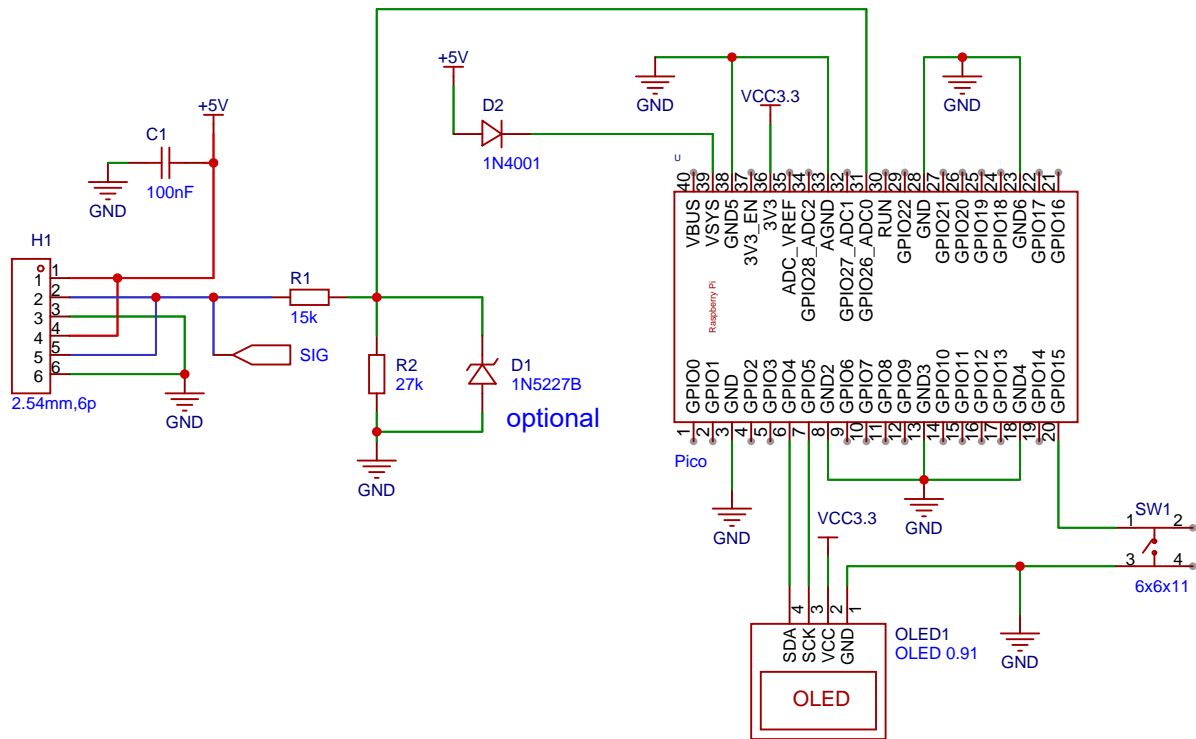 +5V
C1
100nF
GND
H1
1
2
3
4
5
6
1
2
3
4
5
6
2.54mm,6p
GND
R1
15k
SIG
R2
27k
D1
1N5227B
optional
GND
+5V
D2
1N4001
GND
VCC3.3
GND
U
40
39
38
37
36
35
34
33
32
31
30
29
28
27
26
25
24
23
22
21
VBUS
VSYS
GND5
3V3_EN
3V3
ADC_VREF
GPIO28_ADC2
AGND
GPIO27_ADC1
GPIO26_ADC0
RUN
GPIO22
GND
GPIO21
GPIO20
GPIO19
GPIO18
GND6
GPIO17
GPIO16
Raspberry Pi
GPIO0
GPIO1
GND
GPIO2
GPIO3
GPIO4
GPIO5
GND2
GPIO6
GPIO7
GPIO8
GPIO9
GND3
GPIO10
GPIO11
GPIO12
GPIO13
GND4
GPIO14
GPIO15
1
2
3
4
5
6
7
8
9
10
11
12
13
14
15
16
17
18
19
20
Pico
GND
VCC3.3
GND
SW1
1
2
3
4
6x6x11
GND
4
3
2
1
SDA
SCK
VCC
GND
OLED1
OLED 0.91
OLED